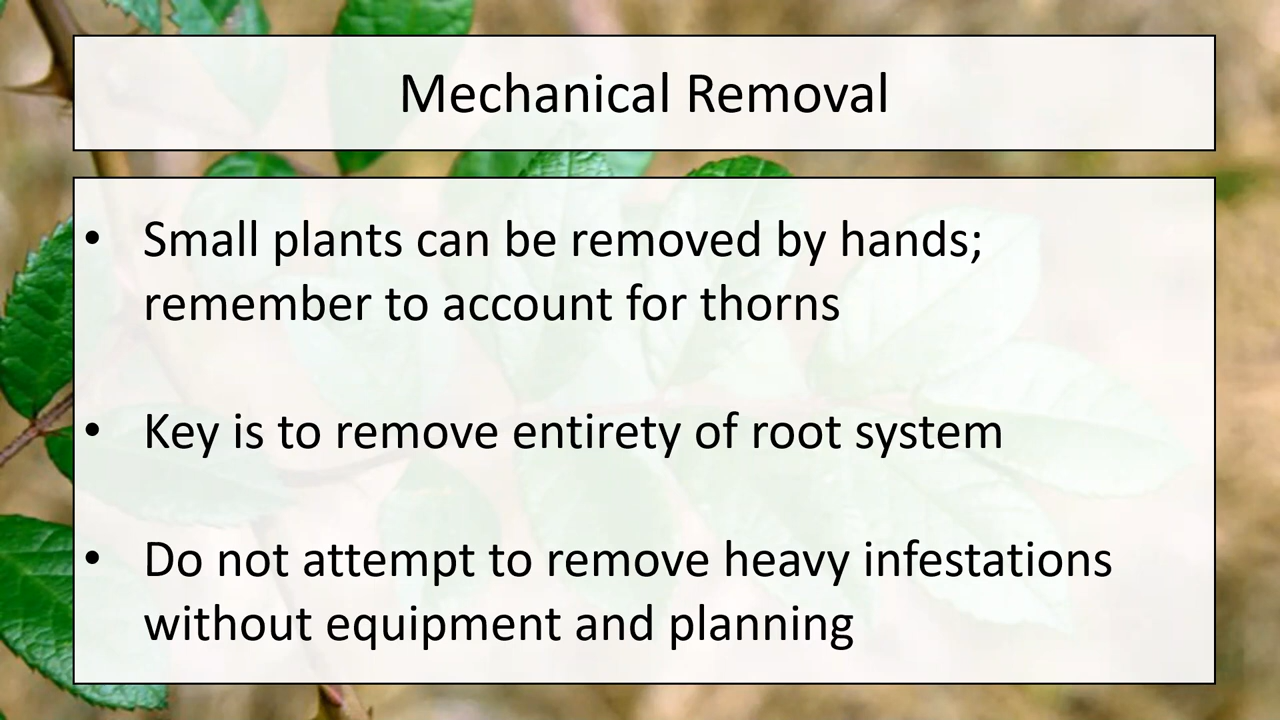 Mechanical Removal
• Small plants can be removed by hands;
remember to account for thorns
• Key is to remove entirety of root system
• Do not attempt to remove heavy infestations
without equipment and planning